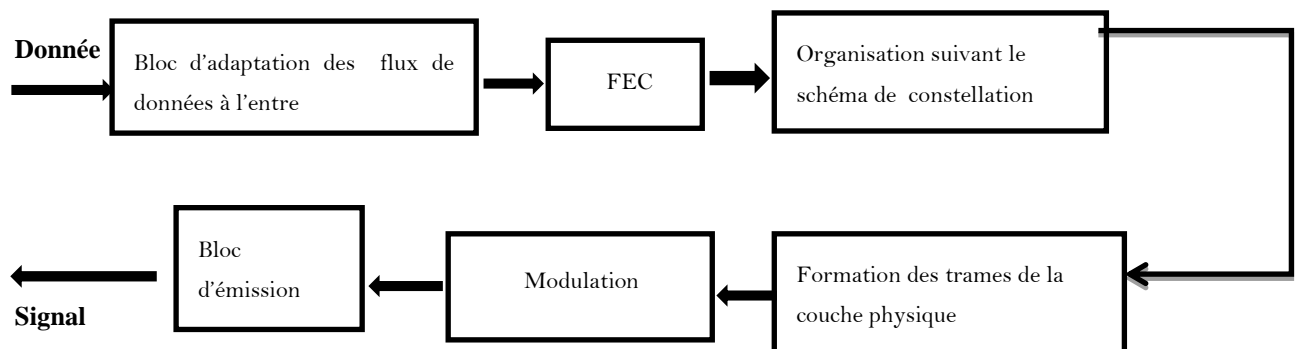 Donnée
Bloc d'adaptation des flux de
données à l'entre
FEC
Organisation suivant le
schéma de constellation
Bloc
d'émission
Modulation
Formation des trames de la
couche physique
Signal